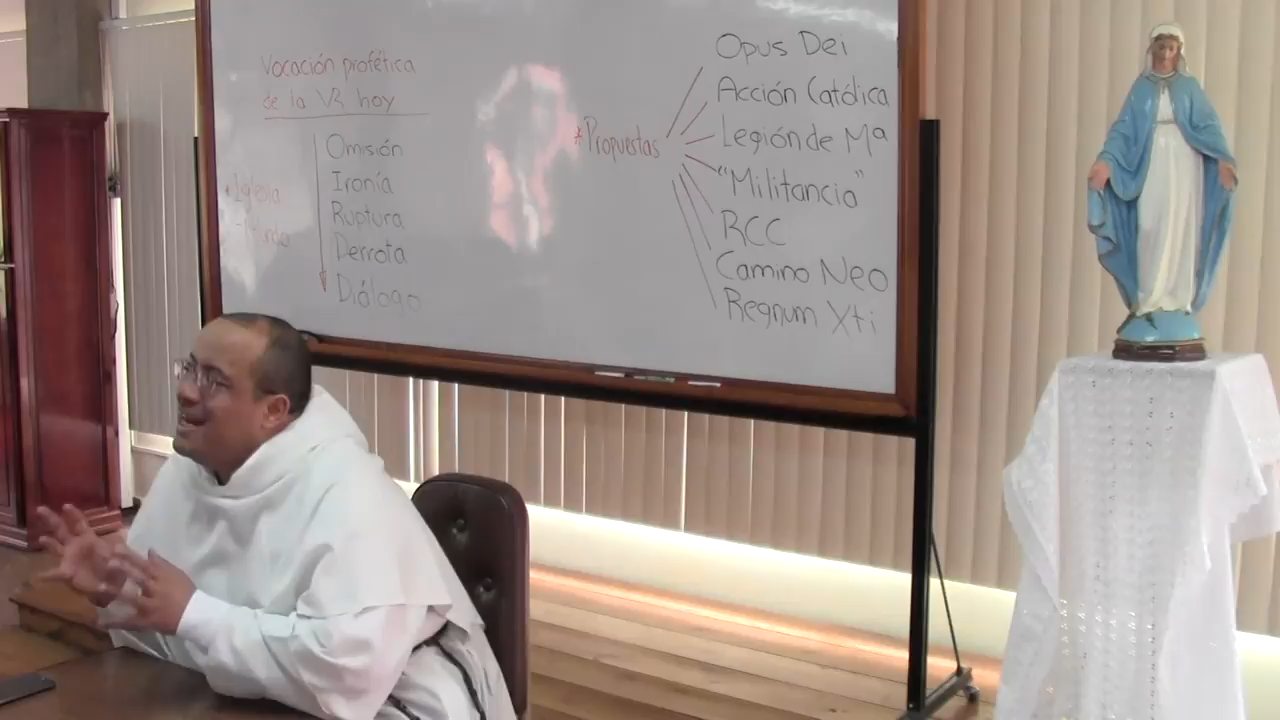 Vocación profética
de la VR hoy
Omisión
Ironía
Ruptura
Derrota
Diálogo
+Iglesia
* Propuestas
Opus Dei
Acción Católica
Legión de Mª
"Militancia"
RCC
Camino Neo
Regnum Xti